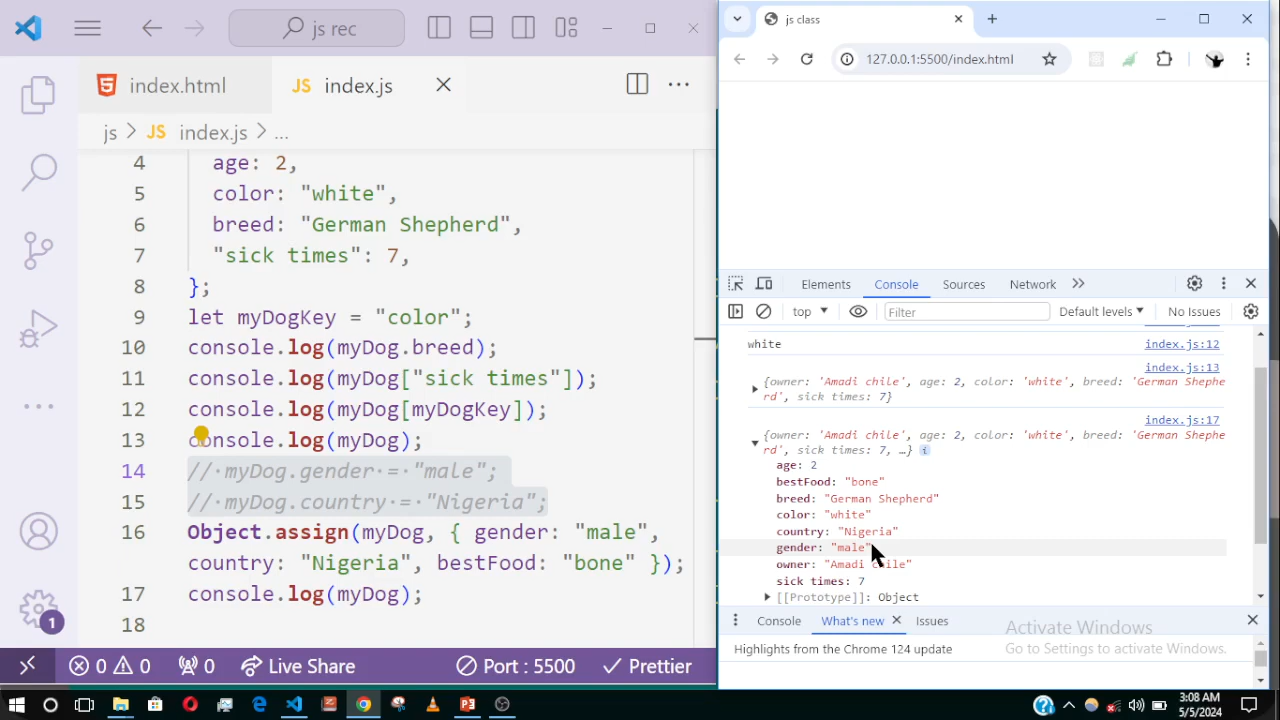 js rec
index.html
JS index.js
js > JS index.js > ...
4 age: 2,
5 color: "white",
6 breed: "German Shepherd",
7 "sick times": 7,
8 };
9 let myDogKey = "color";
10 console.log(myDog.breed);
11 console.log(myDog["sick times"]);
12 console.log(myDog[myDogKey]);
13 console.log(myDog);
14 // myDog.gender = "male";
15 // myDog.country = "Nigeria";
16 Object.assign(myDog, { gender: "male",
country: "Nigeria", bestFood: "bone" });
17 console.log(myDog);
18
1
0 0 0 Live Share Port : 5500 Prettier
js class
127.0.0.1:5500/index.html
Elements Console Sources Network
top Filter Default levels No Issues
white index.js:12
index.js:13
{owner: 'Amadi chile', age: 2, color: 'white', breed: 'German Shephe
rd', sick times: 7}
index.js:17
{owner: 'Amadi chile', age: 2, color: 'white', breed: 'German Shephe
rd', sick times: 7, …} i
age: 2
bestFood: "bone"
breed: "German Shepherd"
color: "white"
country: "Nigeria"
gender: "male"
owner: "Amadi chile"
sick times: 7
[[Prototype]]: Object
Console What's new Issues
Highlights from the Chrome 124 update
Activate Windows
Go to Settings to activate Windows.
3:08 AM
5/5/2024